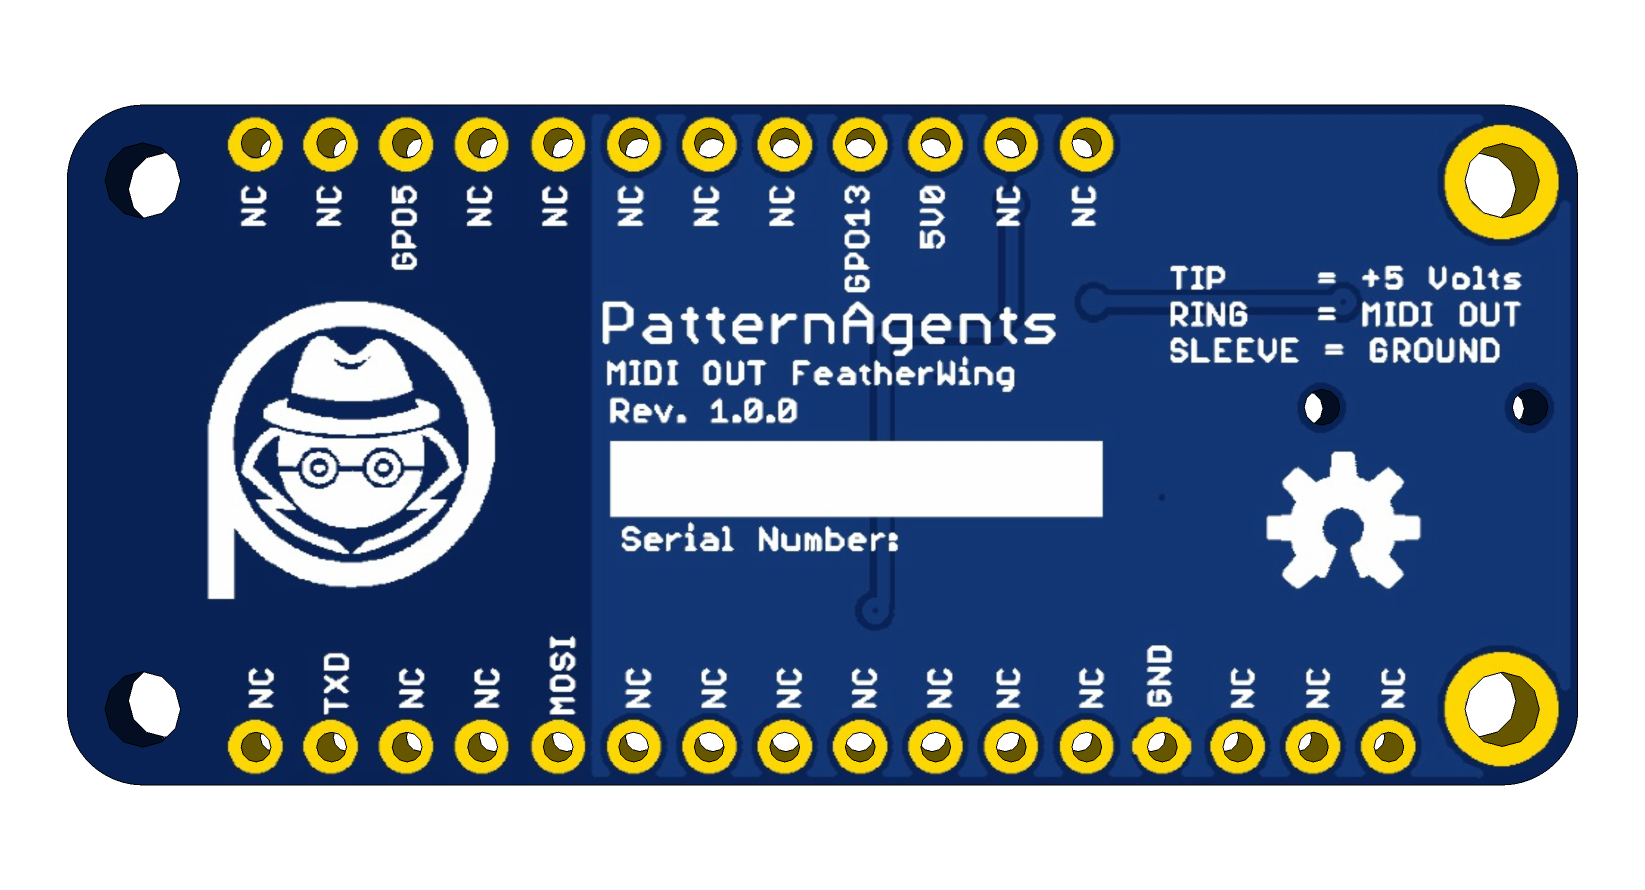 NC NC GPO5 NC NC NC NC NC GPO13 5V0 NC NC
TIP = +5 Volts
RING = MIDI OUT
SLEEVE = GROUND
PatternAgents
MIDI OUT FeatherWing
Rev. 1.0.0
Serial Number:
NC TXD NC NC MOSI NC NC NC NC NC NC NC GND NC NC NC